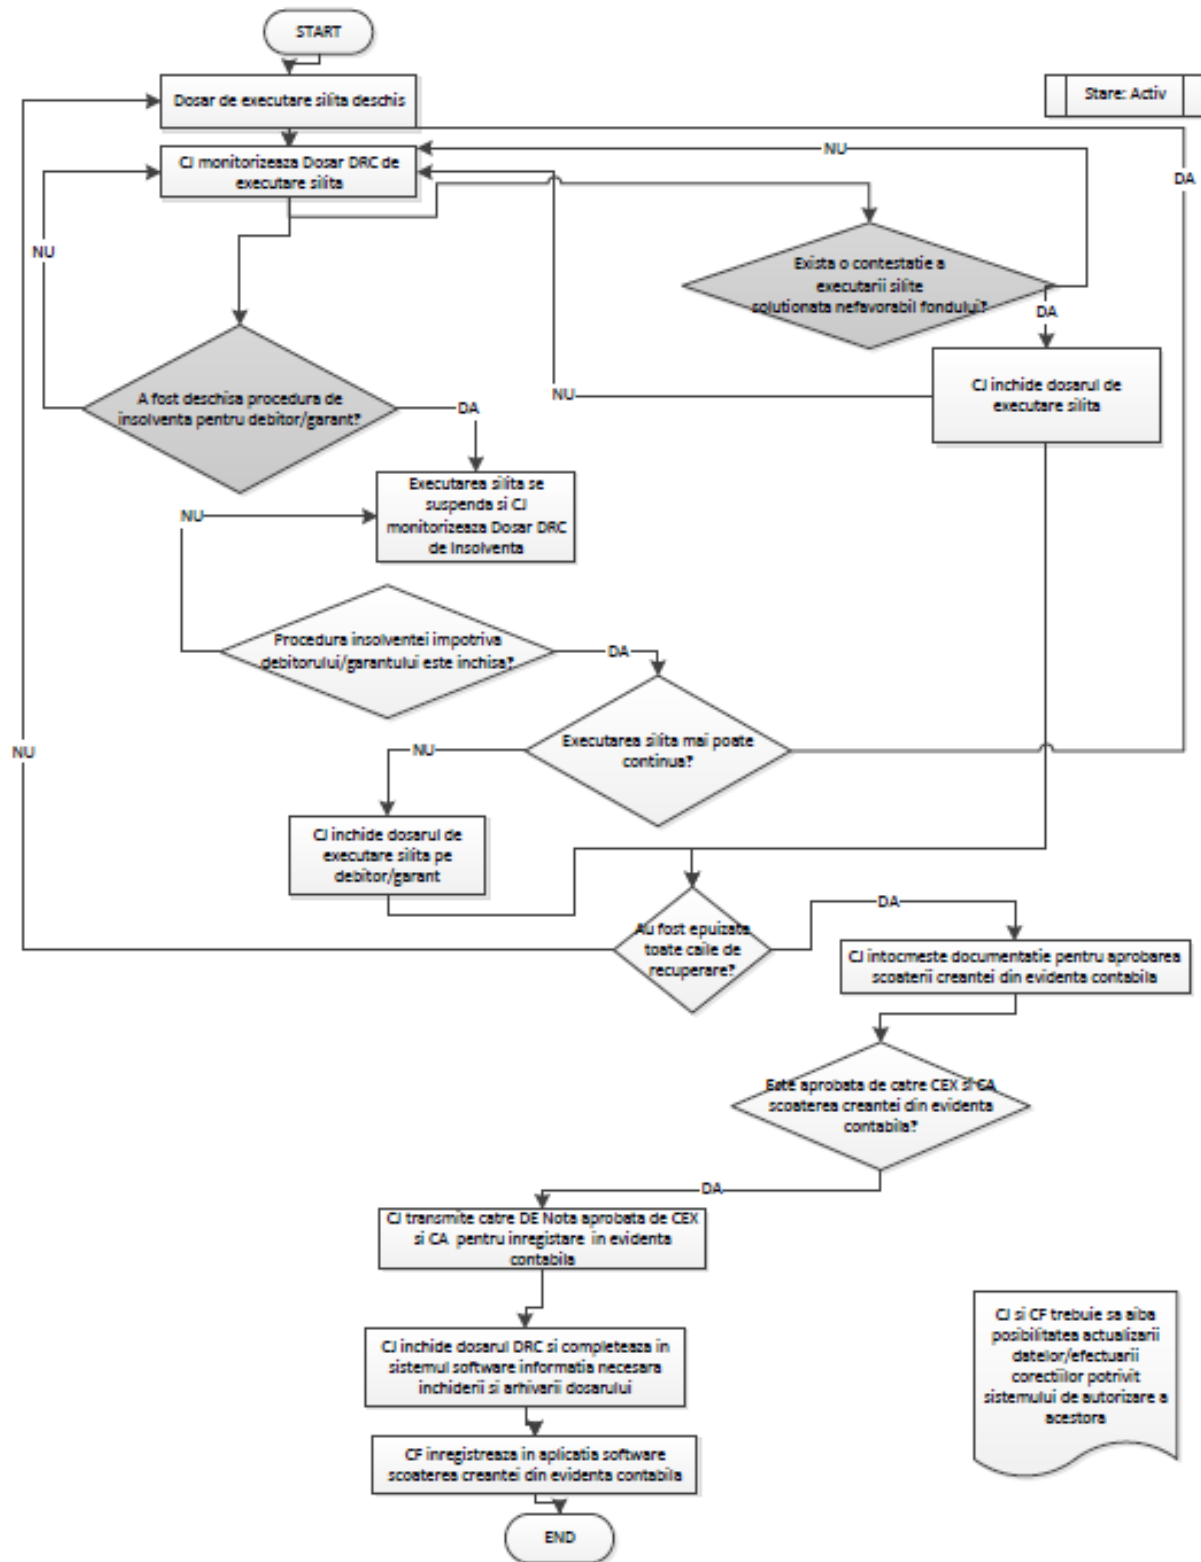 START
Dosar de executare silita deschis
Stare: Activ
CJ monitorizeaza Dosar DRC de
executare silita
NU
DA
NU
Exista o contestatie a
executarii silite
solutionata nefavorabil fondului?
DA
CJ inchide dosarul de
executare silita
NU
A fost deschisa procedura de
insolventa pentru debitor/garant?
DA
Executarea silita se
suspenda si CJ
monitorizeaza Dosar DRC
de Insolventa
NU
Procedura insolventei impotriva
debitorului/garantului este inchisa?
DA
Executarea silita mai poate
continua?
NU
NU
CJ inchide dosarul de
executare silita pe
debitor/garant
Au fost epuizata
toate caile de
recuperare?
DA
CJ intocmeste documentatie pentru aprobarea
scoaterii creantei din evidenta contabila
Este aprobata de catre CEX si CA
scoaterea creantei din evidenta
contabila?
DA
CJ transmite catre DE Nota aprobata de CEX
si CA pentru inregistare in evidenta
contabila
CJ inchide dosarul DRC si completeaza in
sistemul software informatia necesara
inchiderii si arhivarii dosarului
CJ si CF trebuie sa aiba
posibilitatea actualizarii
datelor/efectuarii
corectiilor potrivit
sistemului de autorizare a
acestora
CF inregistreaza in aplicatia software
scoaterea creantei din evidenta contabila
END